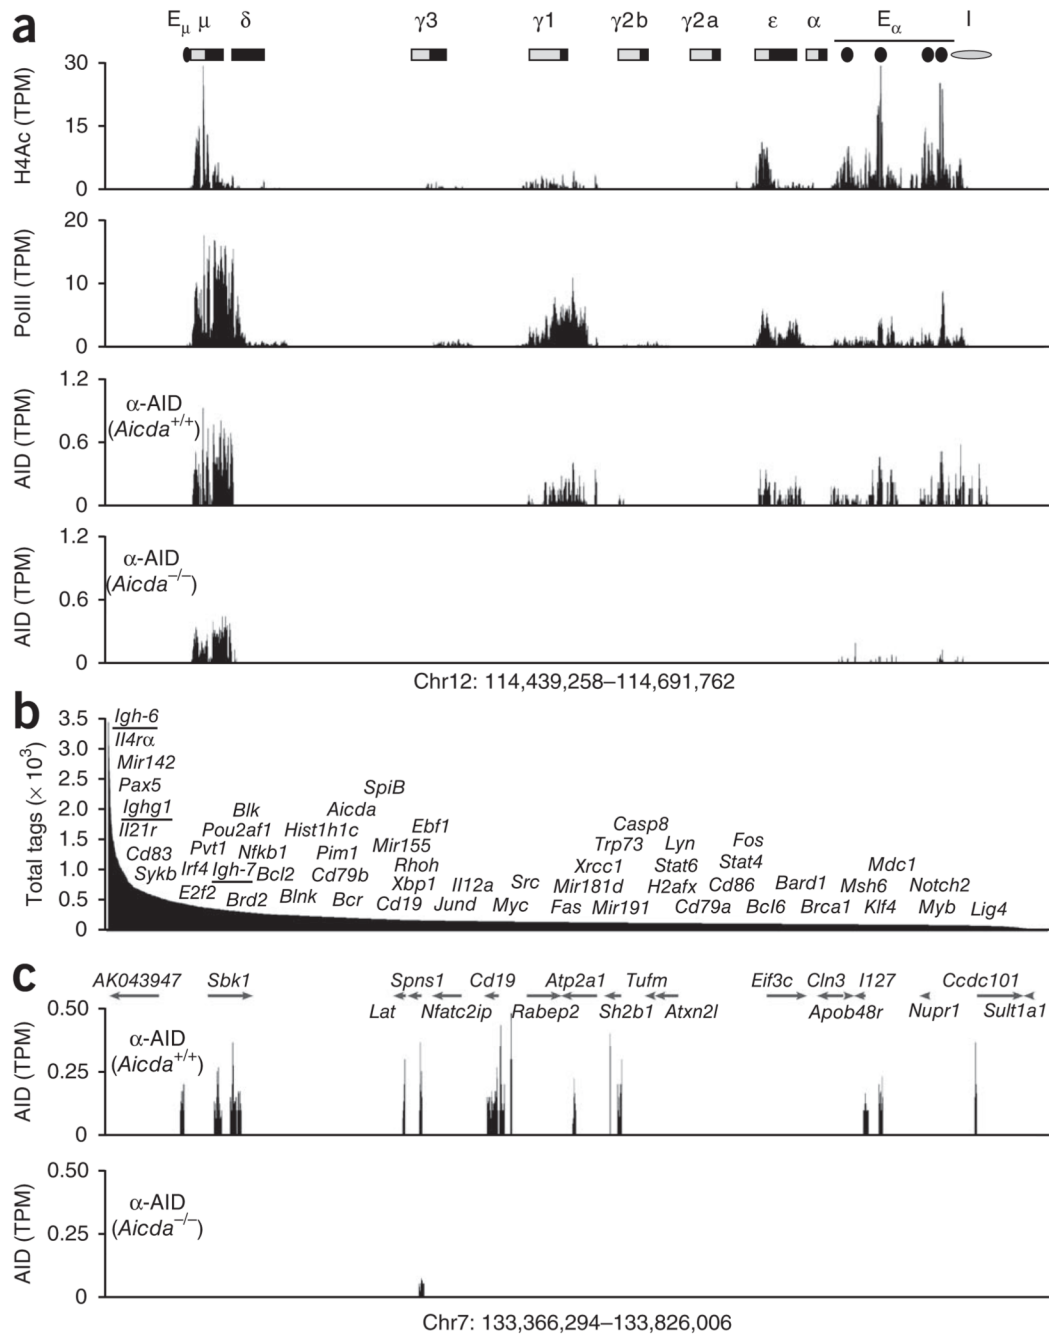 a
Eμ μ δ γ3 γ1 γ2b γ2a ε α Eα I
H4Ac (TPM)
30
15
0
PolII (TPM)
20
10
0
AID (TPM)
1.2
0.6
0
α-AID
(Aicda+/+)
AID (TPM)
1.2
0.6
0
α-AID
(Aicda–/–)
Chr12: 114,439,258–114,691,762
b
Total tags (× 10³)
3.5
3.0
2.5
2.0
1.5
1.0
0.5
0
Igh-6
Il4rα
Mir142
Pax5 SpiB
Ighg1 Blk Aicda Casp8
Il21r Pou2af1 Hist1h1c Ebf1 Trp73 Lyn Fos
Cd83 Pvt1 Nfkb1 Pim1 Mir155 Xrcc1 Stat6 Stat4 Mdc1
Sykb Irf4 Igh-7 Bcl2 Cd79b Rhoh Xbp1 Il12a Src Mir181d H2afx Cd86 Bard1 Msh6 Notch2
E2f2 Brd2 Blnk Bcr Cd19 Jund Myc Fas Mir191 Cd79a Bcl6 Brca1 Klf4 Myb Lig4
c
AK043947 Sbk1 Spns1 Cd19 Atp2a1 Tufm Eif3c Cln3 I127 Ccdc101
Lat Nfatc2ip Rabep2 Sh2b1 Atxn2l Apob48r Nupr1 Sult1a1
AID (TPM)
0.50
0.25
0
α-AID
(Aicda+/+)
AID (TPM)
0.50
0.25
0
α-AID
(Aicda–/–)
Chr7: 133,366,294–133,826,006